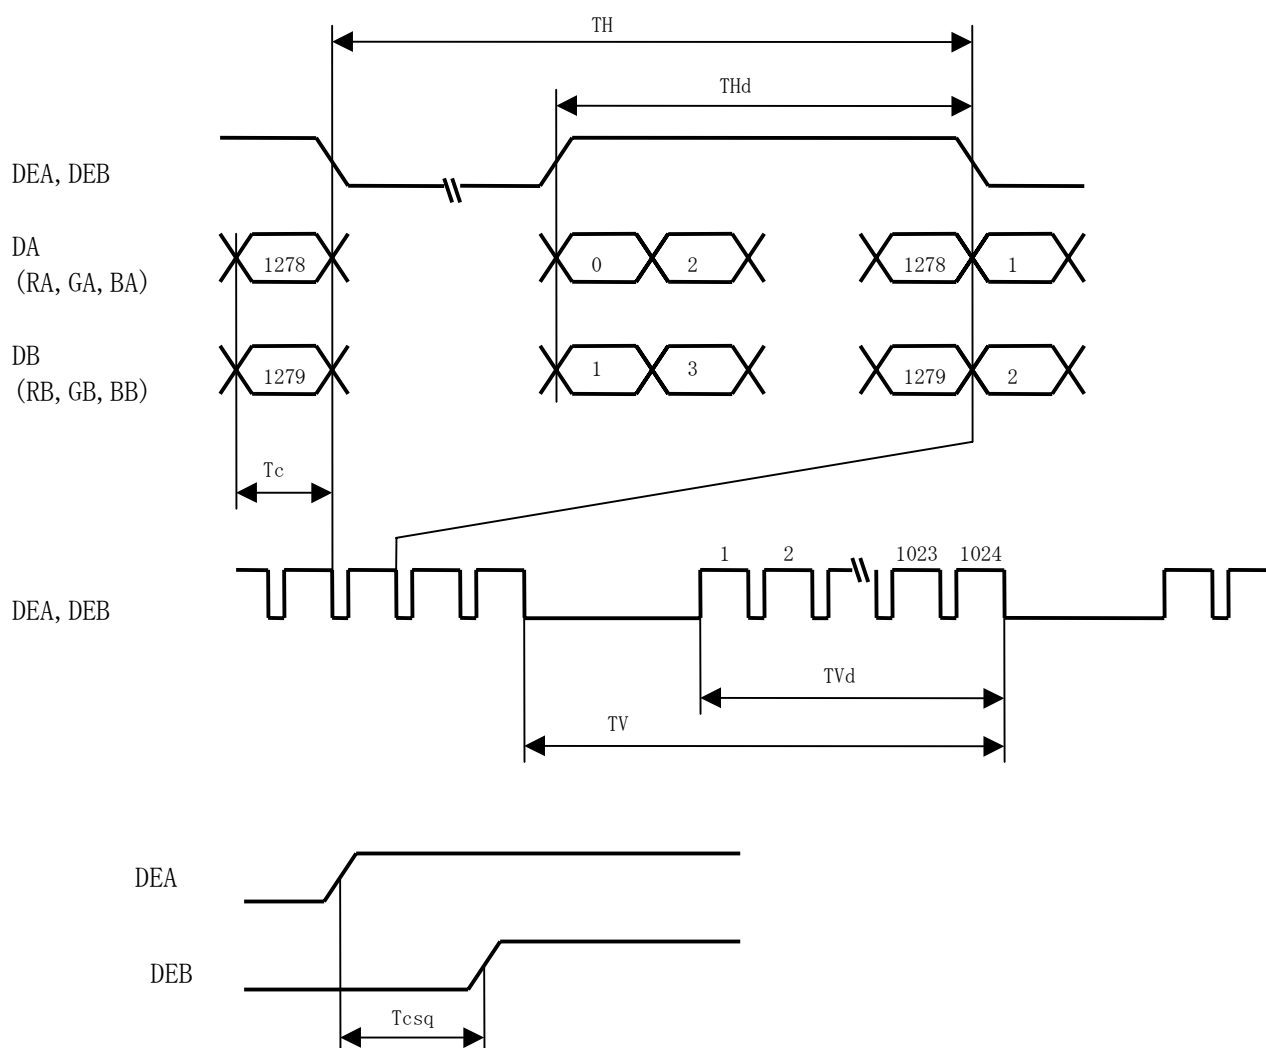 TH
THd
DEA, DEB
DA
(RA, GA, BA)
1278 0 2 1278 1
DB
(RB, GB, BB)
1279 1 3 1279 2
Tc
1 2 1023 1024
DEA, DEB
TVd
TV
DEA
DEB
Tcsq